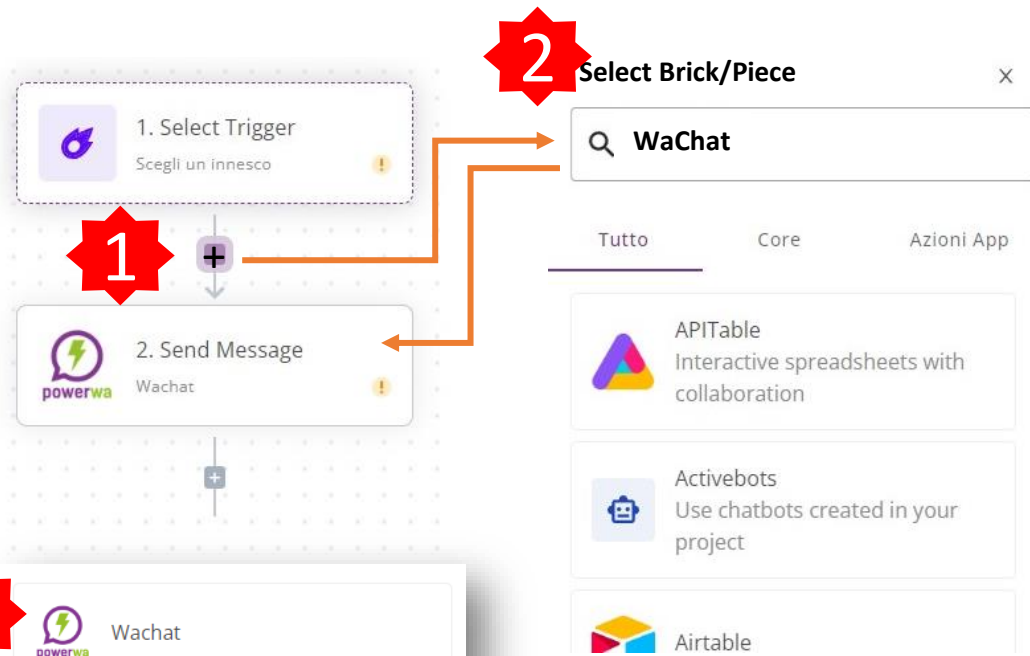 1. Select Trigger
Scegli un innesco
!
1
+
2. Send Message
Wachat
powerwa
!
+
Wachat
powerwa
2
Select Brick/Piece
×
WaChat
Tutto
Core
Azioni App
APITable
Interactive spreadsheets with
collaboration
Activebots
Use chatbots created in your
project
Airtable